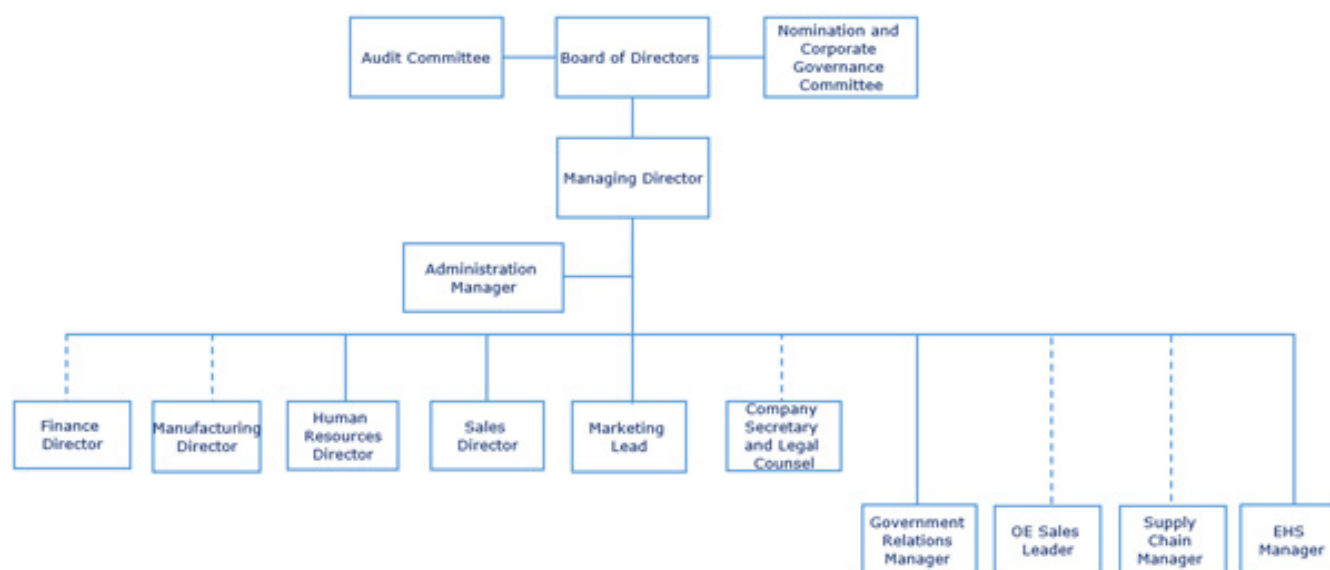 Audit Committee
Board of Directors
Nomination and
Corporate
Governance
Committee
Managing Director
Administration
Manager
Finance
Director
Manufacturing
Director
Human
Resources
Director
Sales
Director
Marketing
Lead
Company
Secretary
and Legal
Counsel
Government
Relations
Manager
OE Sales
Leader
Supply
Chain
Manager
EHS
Manager